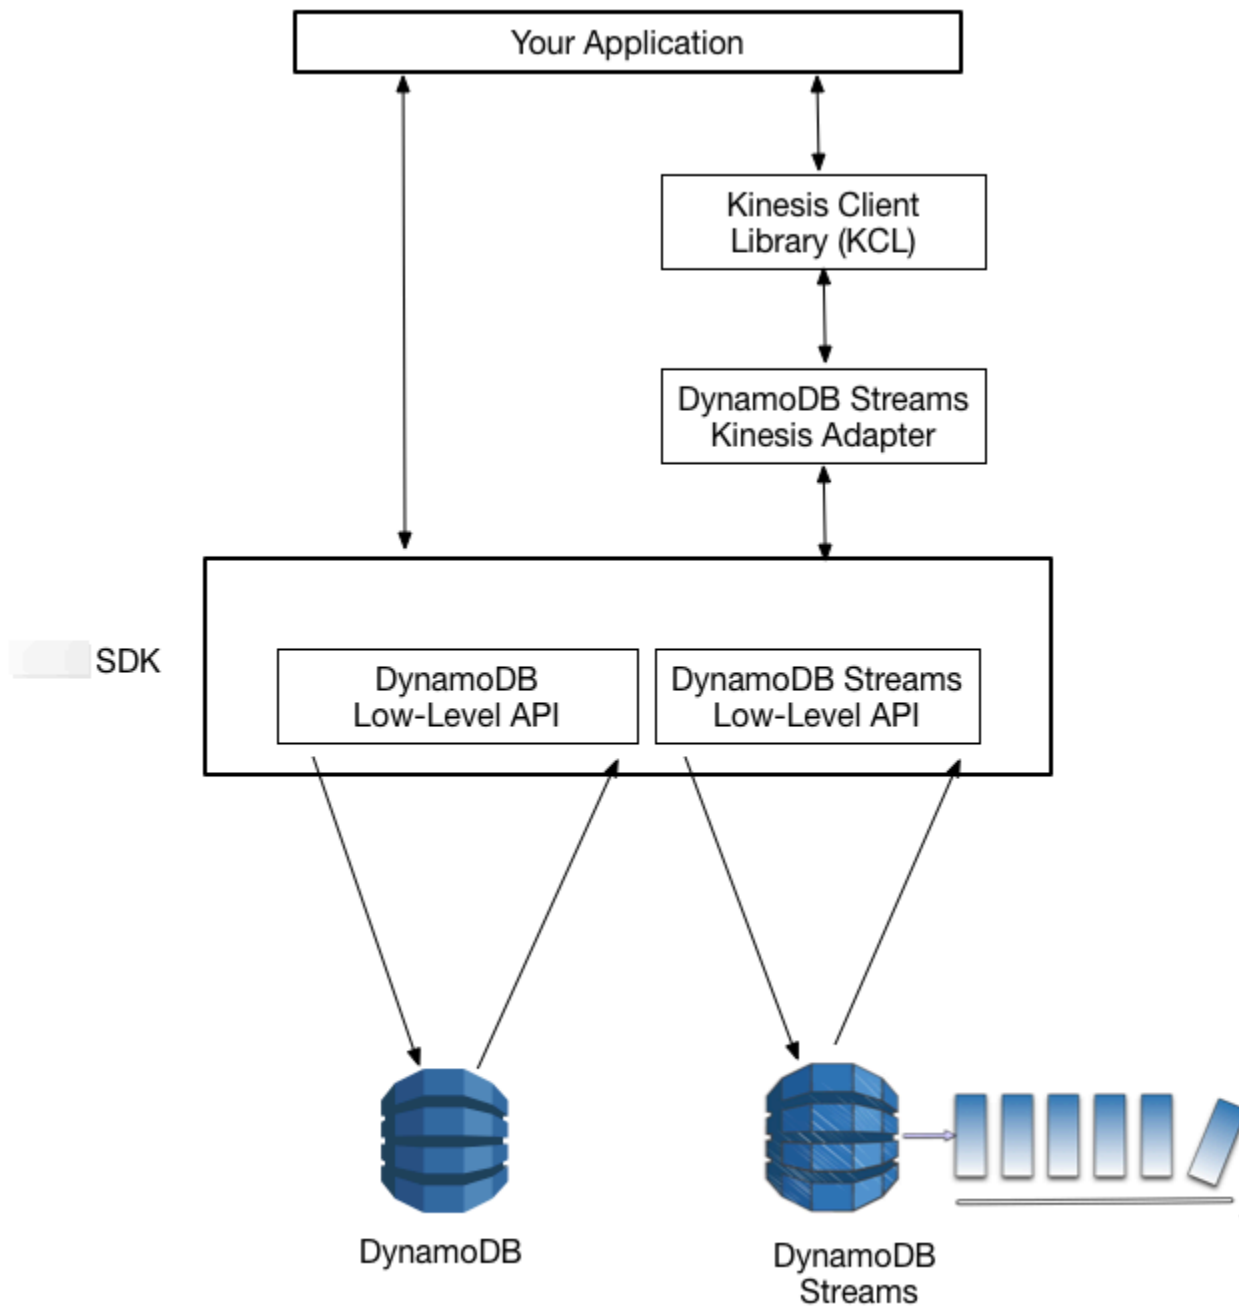 Your Application
Kinesis Client
Library (KCL)
DynamoDB Streams
Kinesis Adapter
SDK
DynamoDB
Low-Level API
DynamoDB Streams
Low-Level API
DynamoDB
DynamoDB
Streams